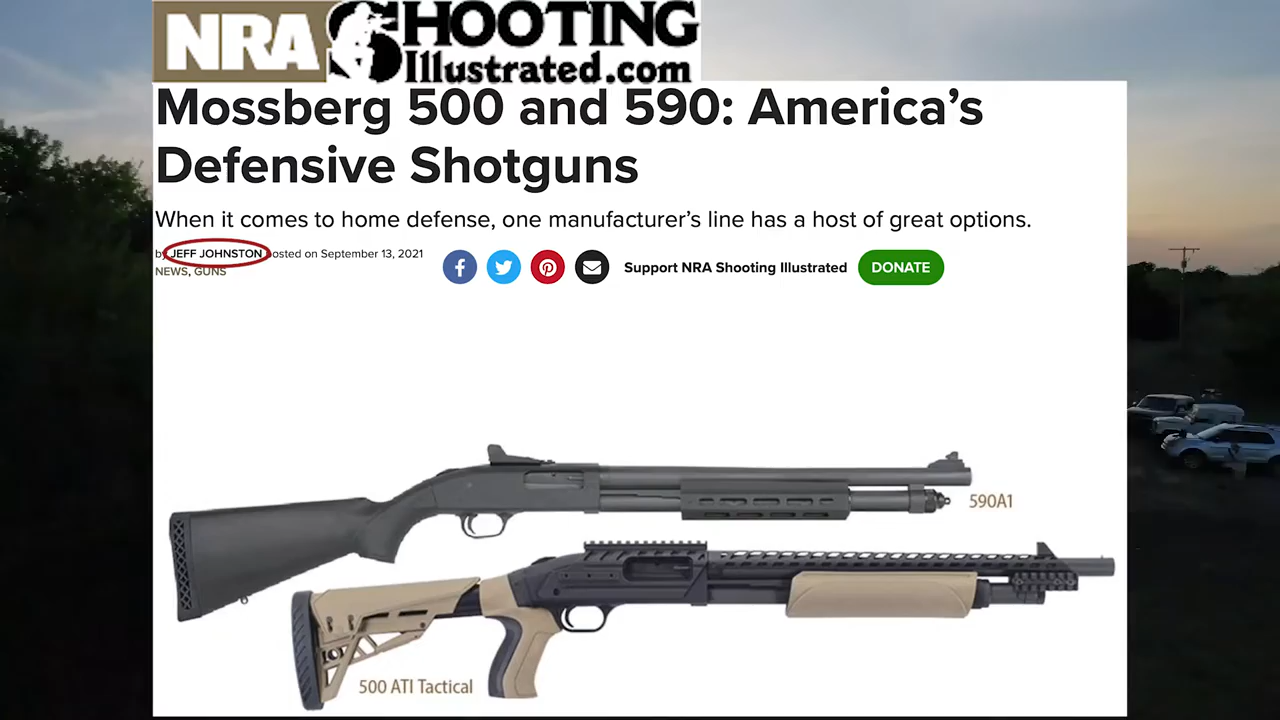 NRA SHOOTING
Illustrated.com
Mossberg 500 and 590: America's
Defensive Shotguns
When it comes to home defense, one manufacturer's line has a host of great options.
by JEFF JOHNSTON osted on September 13, 2021
NEWS, GUNS
Support NRA Shooting Illustrated
DONATE
590A1
500 ATI Tactical